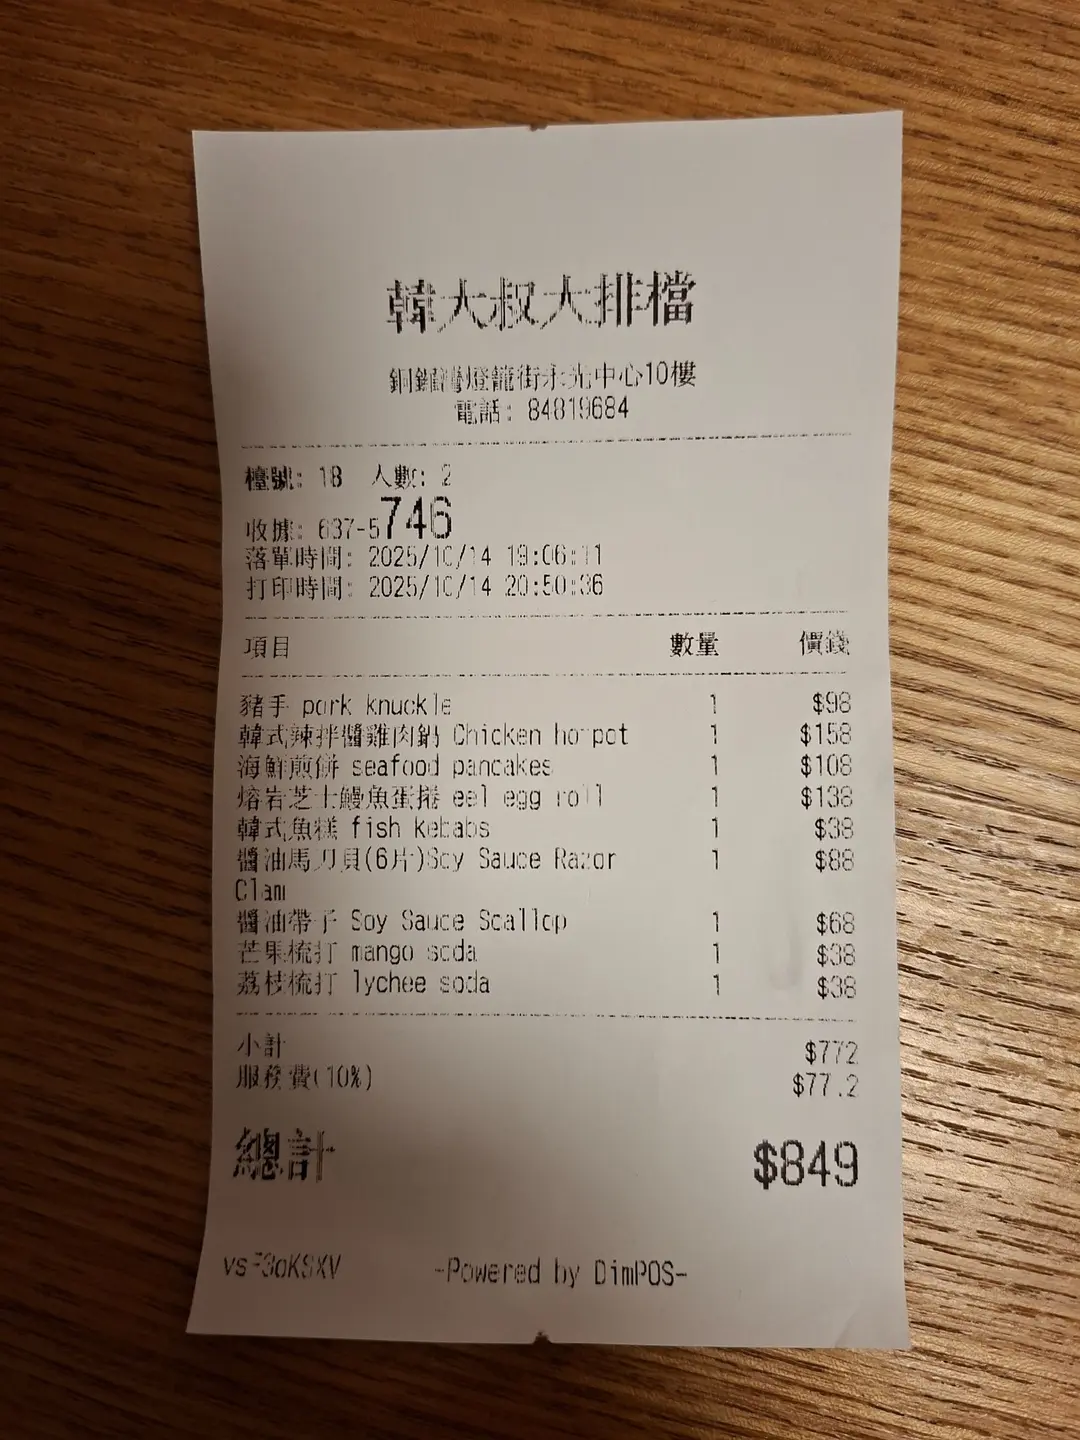 韓大叔大排檔
銅鑼灣燈籠街永光中心10樓
電話: 84819684
檯號: 18 人數: 2
收據: 637-5746
落單時間: 2025/10/14 19:06:11
打印時間: 2025/10/14 20:50:36
項目 數量 價錢
豬手 pork knuckle 1 $98
韓式辣拌醬雞肉鍋 Chicken hotpot 1 $158
海鮮煎餅 seafood pancakes 1 $108
熔岩芝士鰻魚蛋捲 eel egg roll 1 $138
韓式魚糕 fish kebabs 1 $38
醬油馬刀貝(6片)Soy Sauce Razor 1 $88
Clam
醬油帶子 Soy Sauce Scallop 1 $68
芒果梳打 mango soda 1 $38
荔枝梳打 lychee soda 1 $38
小計 $772
服務費(10%) $77.2
總計 $849
-Powered by DimPOS-